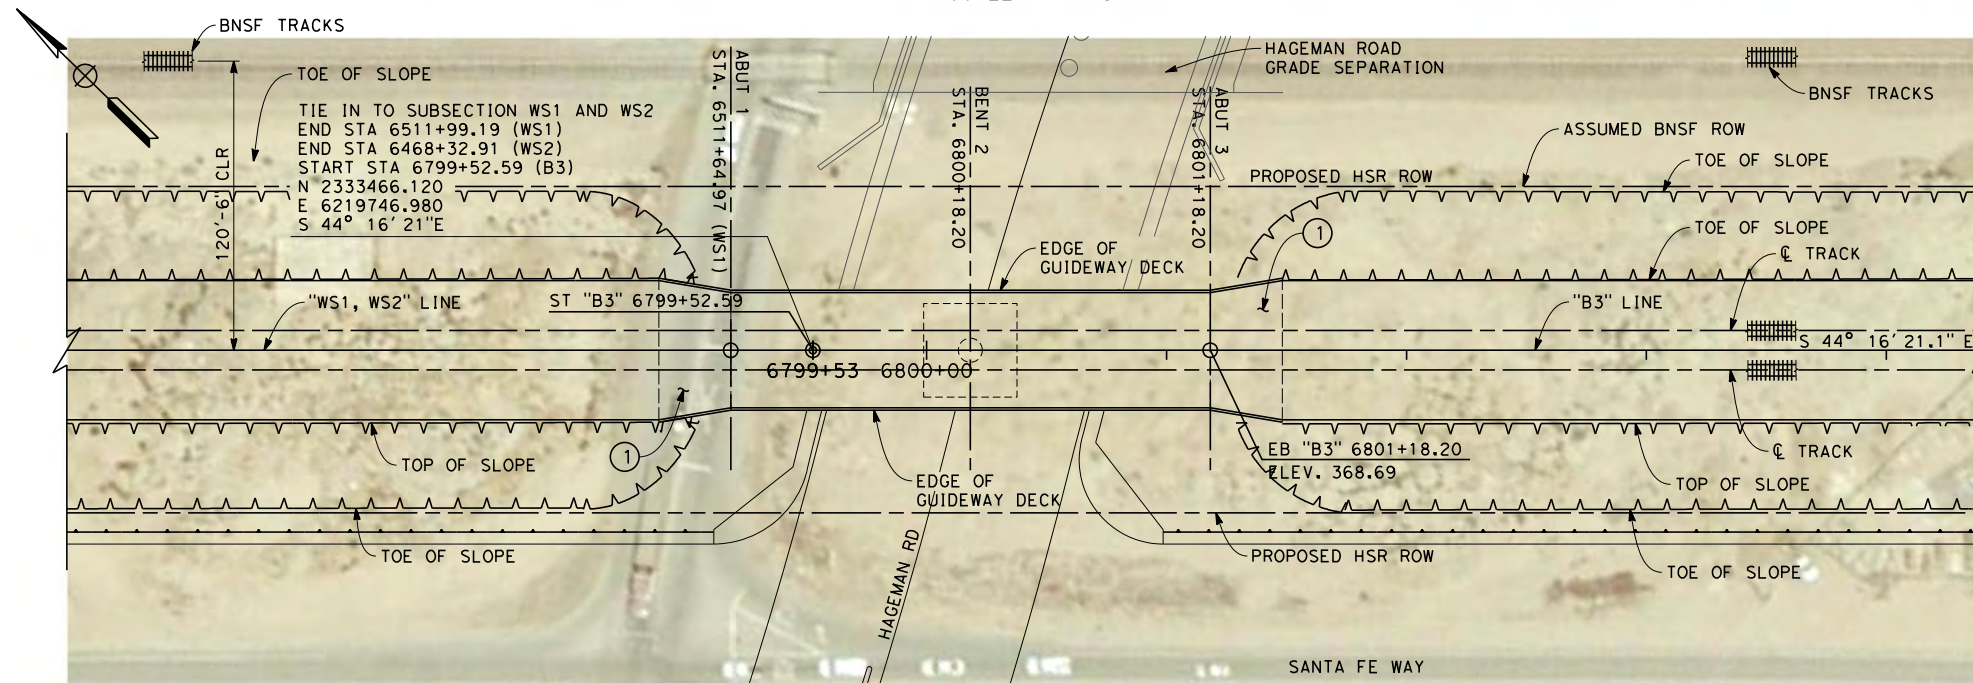 BNSF TRACKS
TOE OF SLOPE
TIE IN TO SUBSECTION WS1 AND WS2
END STA 6511+99.19 (WS1)
END STA 6468+32.91 (WS2)
START STA 6799+52.59 (B3)
N 2333466.120
E 6219746.980
S 44° 16' 21"E
120'-6" CLR
ABUT 1
STA. 6511+64.97 (WS1)
BENT 2
STA. 6800+18.20
ABUT 3
STA. 6801+18.20
HAGEMAN ROAD
GRADE SEPARATION
BNSF TRACKS
ASSUMED BNSF ROW
TOE OF SLOPE
PROPOSED HSR ROW
TOE OF SLOPE
1
EDGE OF
GUIDEWAY DECK
℄ TRACK
"WS1, WS2" LINE
ST "B3" 6799+52.59
"B3" LINE
S 44° 16' 21.1" E
6799+53
6800+00
TOP OF SLOPE
1
EDGE OF
GUIDEWAY DECK
EB "B3" 6801+18.20
ELEV. 368.69
℄ TRACK
TOP OF SLOPE
TOE OF SLOPE
HAGEMAN RD
PROPOSED HSR ROW
TOE OF SLOPE
SANTA FE WAY